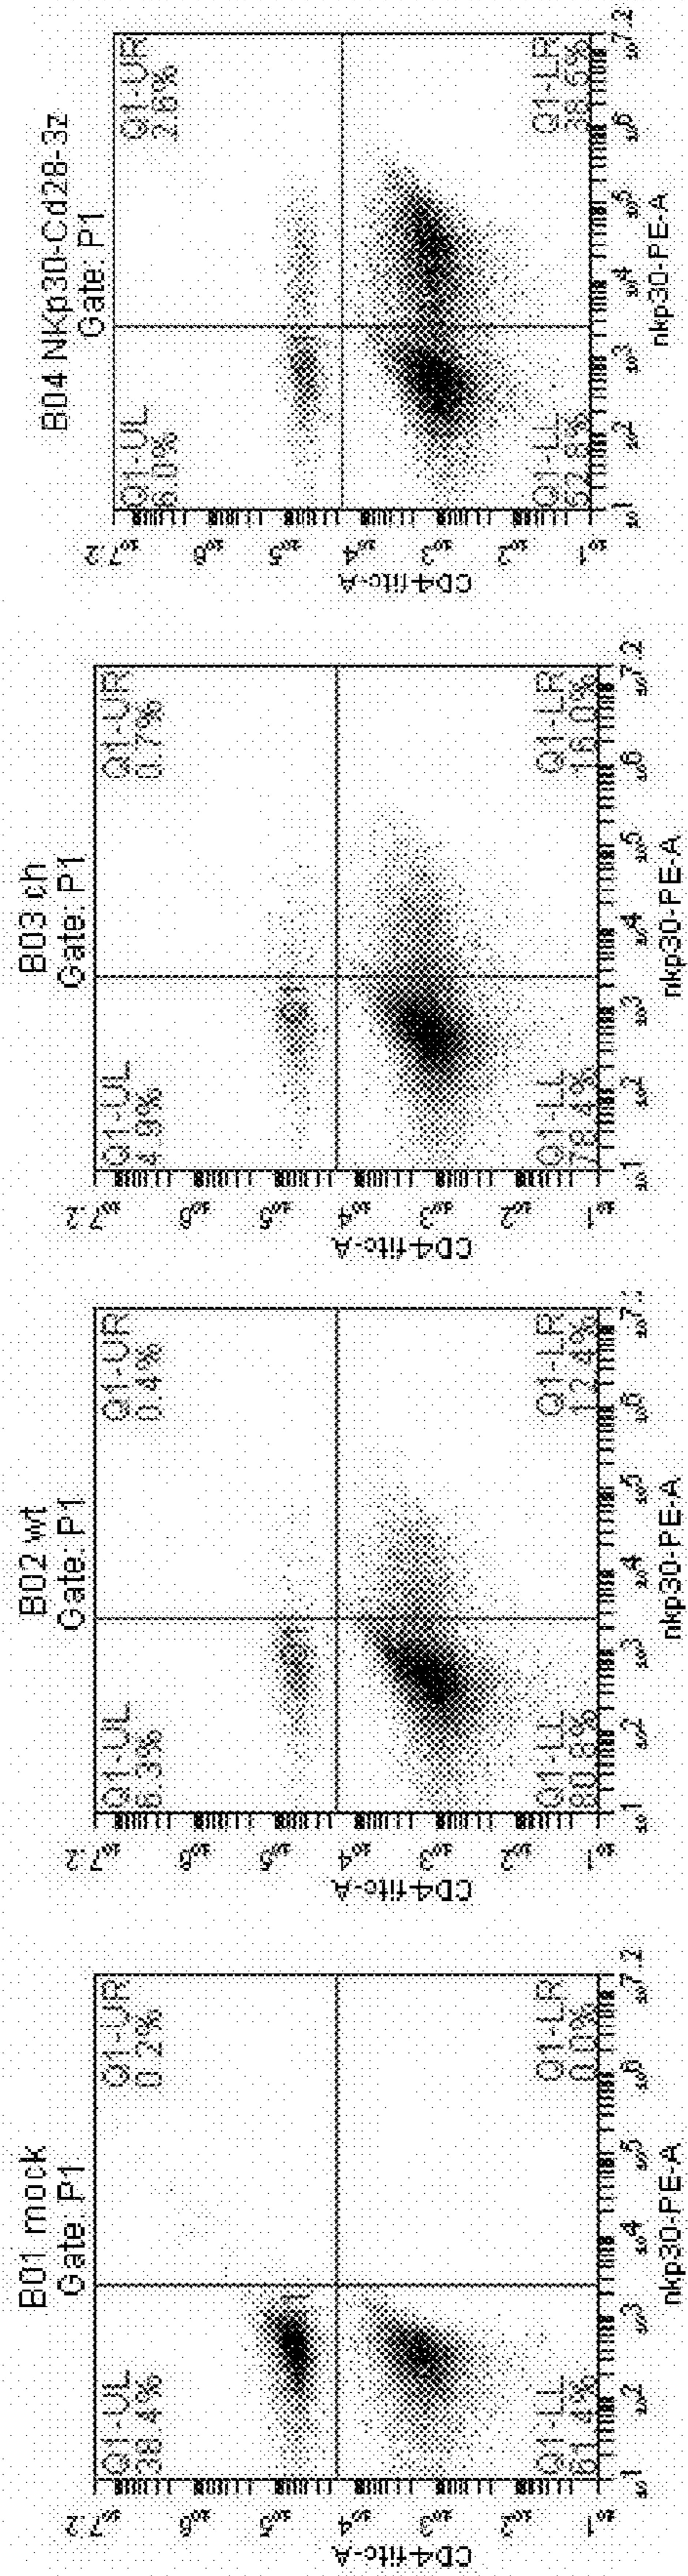 B01 mock
Gate: P1
Q1-UL
38.4%
Q1-UR
0.2%
Q1-LL
61.4%
Q1-LR
0.0%
CD4-fitc-A
nkp30-PE-A
B02 wt
Gate: P1
Q1-UL
6.3%
Q1-UR
0.4%
Q1-LL
80.8%
Q1-LR
12.4%
CD4-fitc-A
nkp30-PE-A
B03 ch
Gate: P1
Q1-UL
4.9%
Q1-UR
0.7%
Q1-LL
78.4%
Q1-LR
16.0%
CD4-fitc-A
nkp30-PE-A
B04 NKp30-Cd28-3z
Gate: P1
Q1-UL
6.0%
Q1-UR
2.6%
Q1-LL
52.8%
Q1-LR
38.6%
CD4-fitc-A
nkp30-PE-A